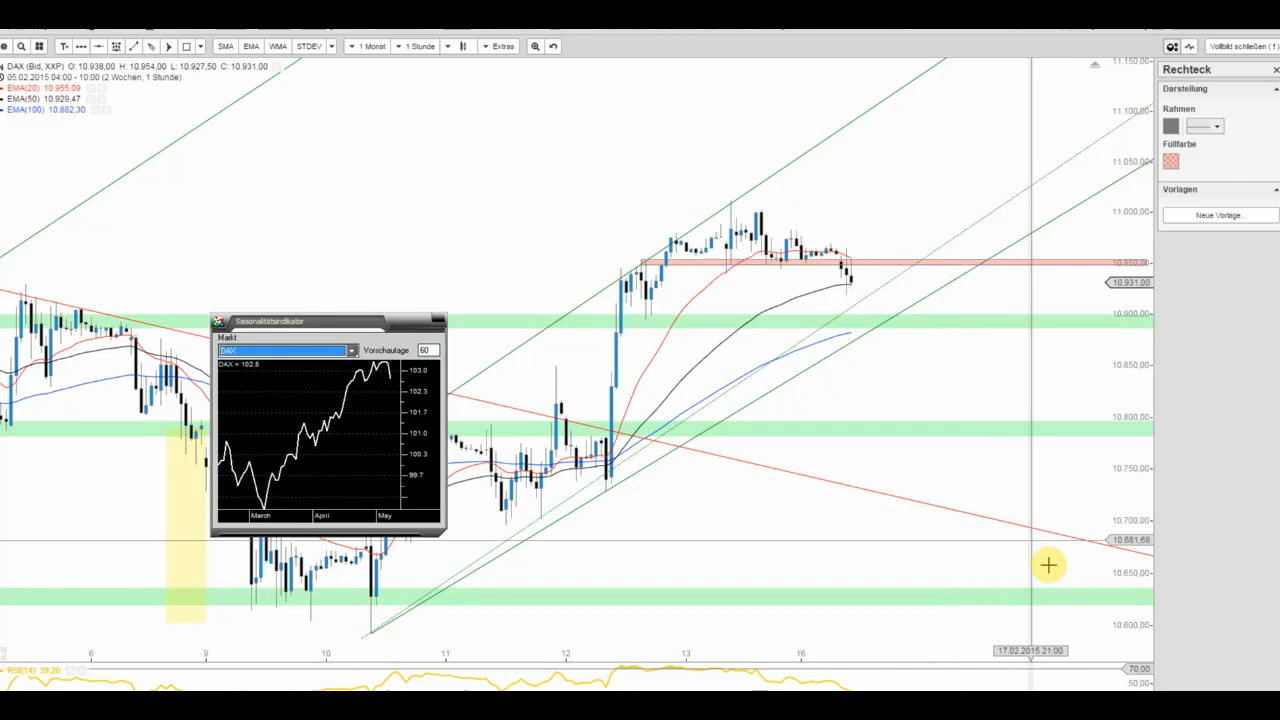 SMA EMA WMA STDEV 1 Monat 1 Stunde Extras Vollbild schließen ( f )
DAX (Bid, XXP) O: 10.938,00 H: 10.954,00 L: 10.927,50 C: 10.931,00
05.02.2015 04:00 - 10:00 (2 Wochen, 1 Stunde)
EMA(20) 10.955,09
EMA(50) 10.929,47
EMA(100) 10.882,30
11.150,00
11.100,00
11.050,00
11.000,00
10.950,00
10.931,00
10.900,00
10.850,00
10.800,00
10.750,00
10.700,00
10.681,68
10.650,00
10.600,00
Rechteck
Darstellung
Rahmen
Füllfarbe
Vorlagen
Neue Vorlage...
Saisonalitätsindikator
Markt
DAX Vorschautage 60
DAX = 102.8
103.0
102.3
101.7
101.0
100.3
99.7
March April May
6 9 10 11 12 13 16 17.02.2015 21:00
RSI(14) 39,28
70.00
50.00